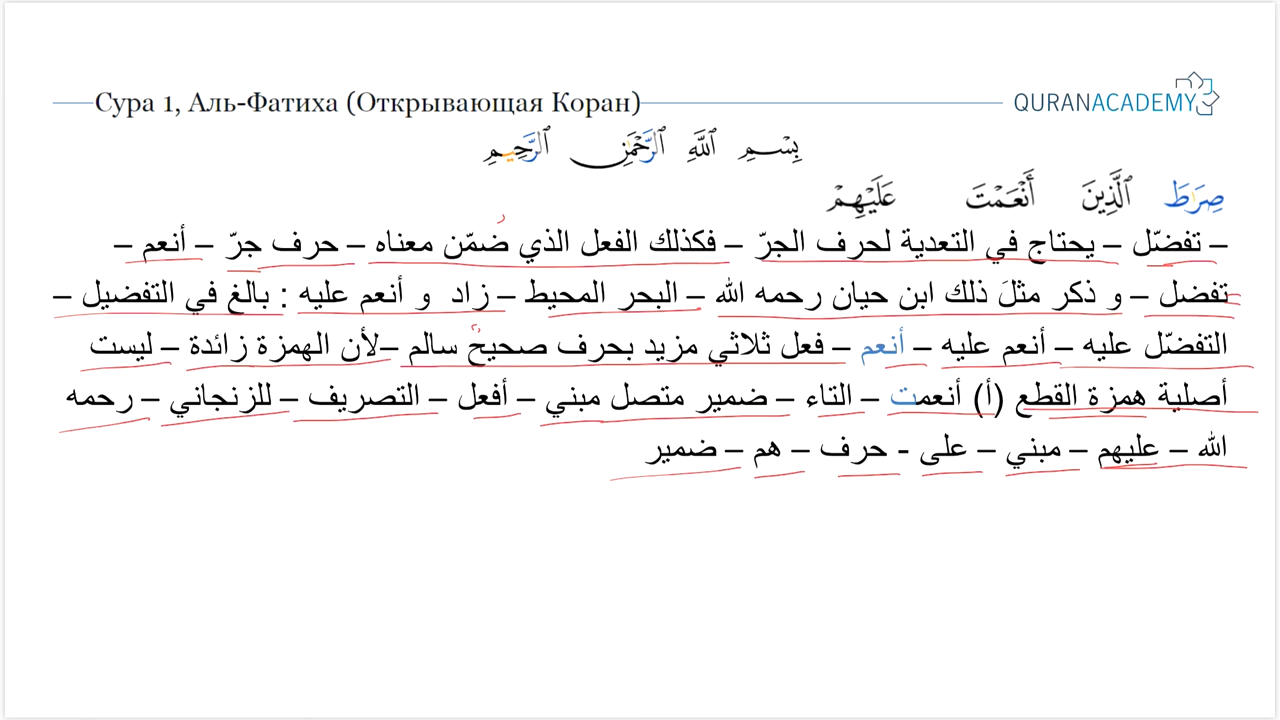 Сура 1, Аль-Фатиха (Открывающая Коран)
QURANACADEMY
بِسْمِ ٱللَّهِ ٱلرَّحْمَٰنِ ٱلرَّحِيمِ
صِرَٰطَ ٱلَّذِينَ أَنْعَمْتَ عَلَيْهِمْ
– تفضّل – يحتاج في التعدية لحرف الجرّ – فكذلك الفعل الذي ضمّن معناه – حرف جرّ – أنعم –
تفضل – و ذكر مثلَ ذلك ابن حيان رحمه الله – البحر المحيط – زاد و أنعم عليه : بالغ في التفضيل –
التفضّل عليه – أنعم عليه – أنعم – فعل ثلاثي مزيد بحرف صحيح سالم –لأن الهمزة زائدة – ليست
أصلية همزة القطع (أ) أنعمت – التاء – ضمير متصل مبني – أفعل – التصريف – للزنجاني – رحمه
الله – عليهم – مبني – على - حرف – هم – ضمير